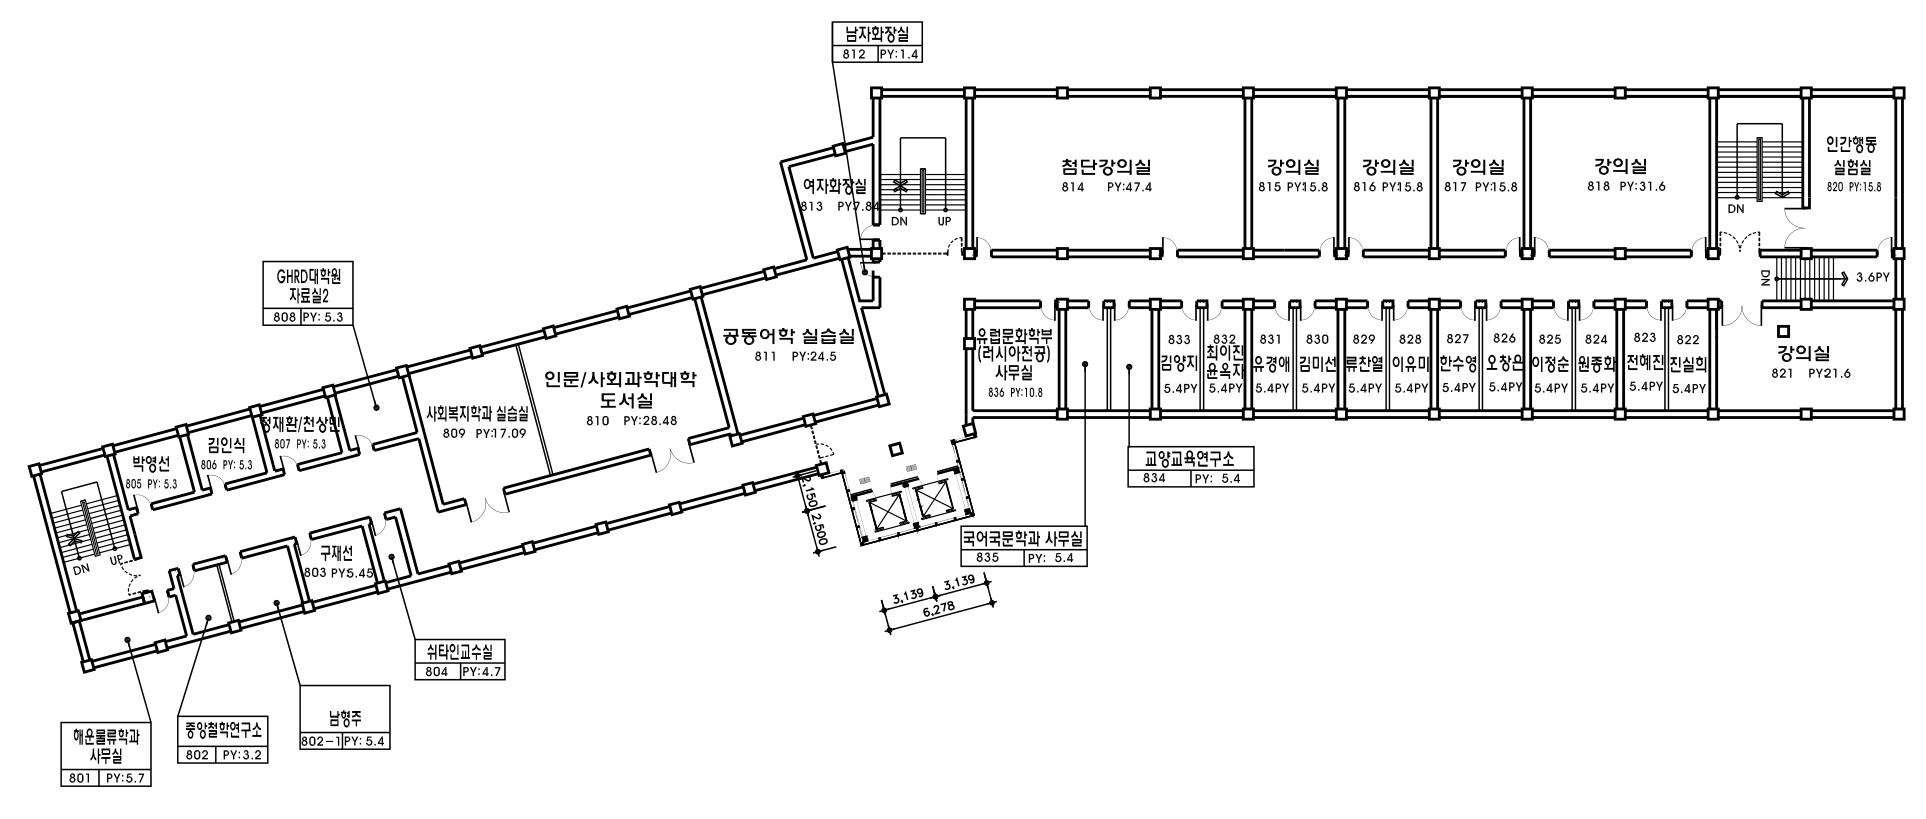 남자화장실
812 PY:1.4
여자화장실
813 PY7.84
DN
UP
첨단강의실
814 PY:47.4
강의실
815 PY:15.8
강의실
816 PY:15.8
강의실
817 PY:15.8
강의실
818 PY:31.6
DN
인간행동
실험실
820 PY:15.8
DN
3.6PY
GHRD대학원
자료실2
808 PY: 5.3
공동어학 실습실
811 PY:24.5
인문/사회과학대학
도서실
810 PY:28.48
사회복지학과 실습실
809 PY:17.09
정재환/천상민
807 PY: 5.3
김인식
806 PY: 5.3
박영선
805 PY: 5.3
DN
UP
구재선
803 PY5.45
유럽문화학부
(러시아전공)
사무실
836 PY:10.8
833
김양지
5.4PY
832
최이진
윤옥자
5.4PY
831
유경애
5.4PY
830
김미선
5.4PY
829
류찬열
5.4PY
828
이유미
5.4PY
827
한수영
5.4PY
826
오창은
5.4PY
825
이정순
5.4PY
824
원종화
5.4PY
823
전혜진
5.4PY
822
진실희
5.4PY
강의실
821 PY21.6
교양교육연구소
834 PY: 5.4
국어국문학과 사무실
835 PY: 5.4
2,150
2,500
3,139
3,139
6,278
쉬타인교수실
804 PY:4.7
남형주
802-1 PY: 5.4
중앙철학연구소
802 PY:3.2
해운물류학과
사무실
801 PY:5.7